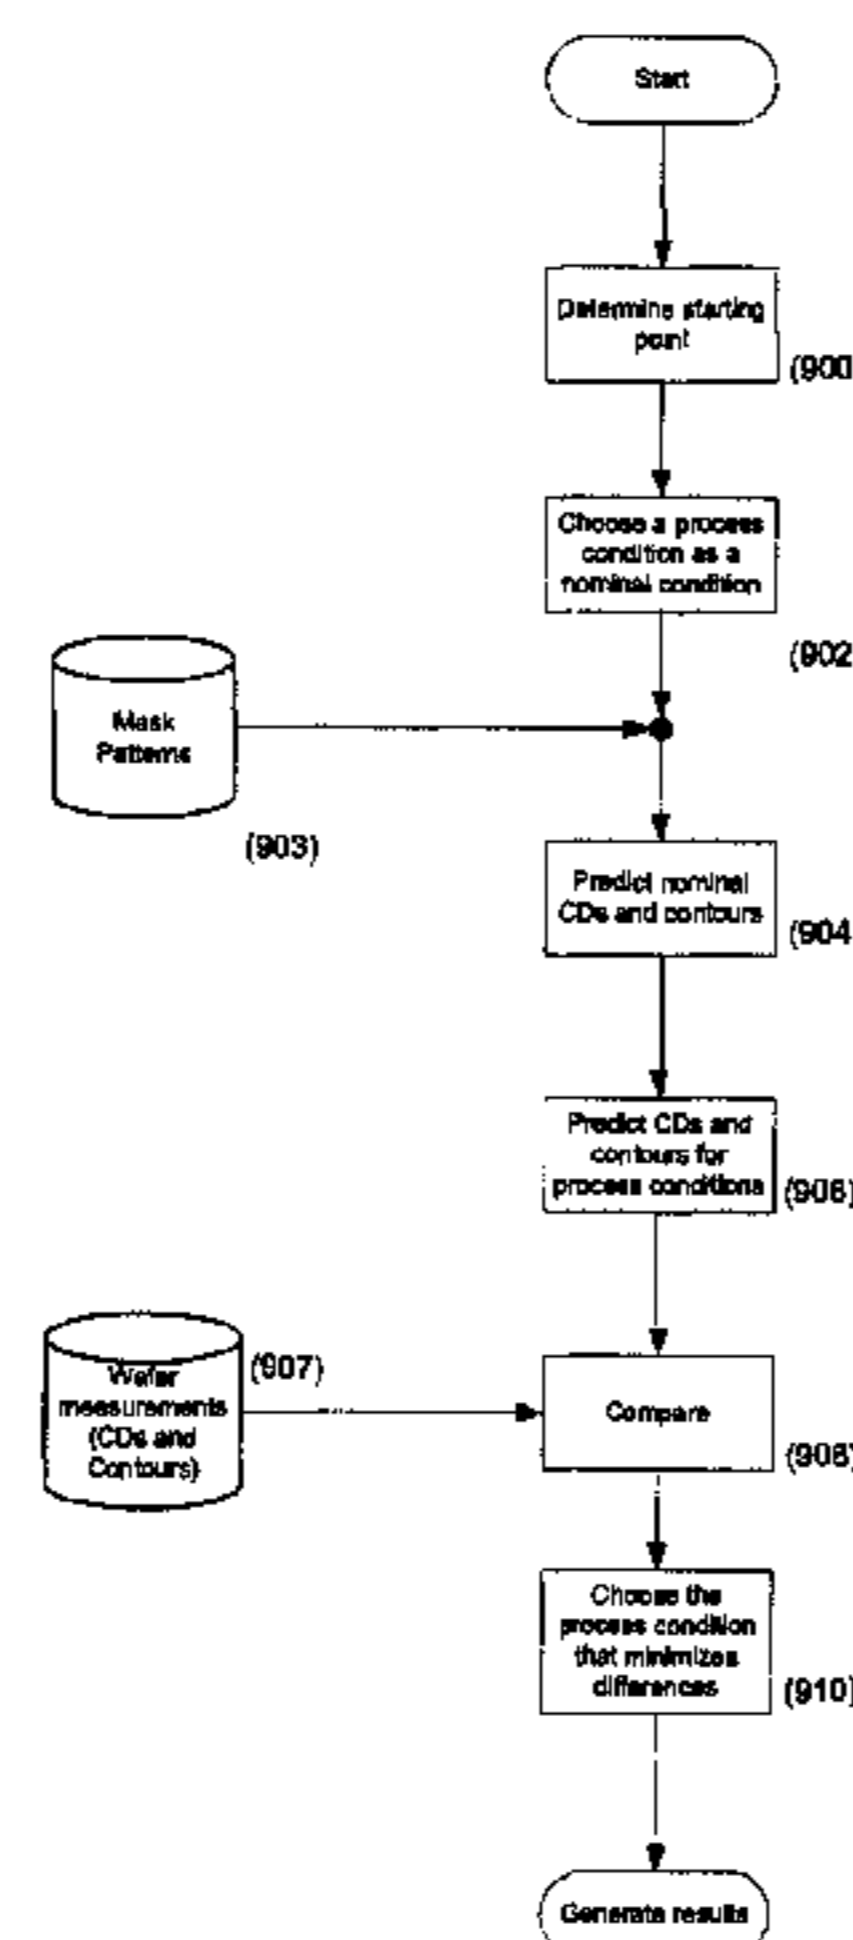 Start
Determine starting
point
(900
Choose a process
condition as a
nominal condition
(902
Mask
Patterns
(903)
Predict nominal
CDs and contours
(904
Predict CDs and
contours for
process conditions
(906)
Wafer
measurements
(CDs and
Contours)
(907)
Compare
(908)
Choose the
process condition
that minimizes
differences
(910)
Generate results